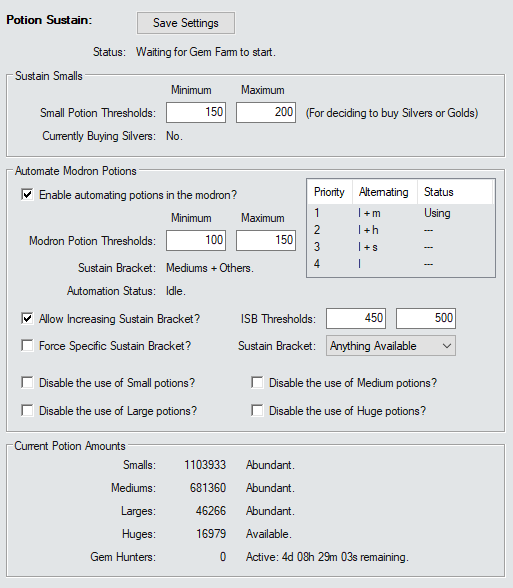 Potion Sustain: Save Settings
Status: Waiting for Gem Farm to start.
Sustain Smalls
Minimum Maximum
Small Potion Thresholds: 150 200 (For deciding to buy Silvers or Golds)
Currently Buying Silvers: No.
Automate Modron Potions
Enable automating potions in the modron?
Minimum Maximum
Modron Potion Thresholds: 100 150
Sustain Bracket: Mediums + Others.
Automation Status: Idle.
Priority Alternating Status
1 l + m Using
2 l + h ---
3 l + s ---
4 l ---
Allow Increasing Sustain Bracket? ISB Thresholds: 450 500
Force Specific Sustain Bracket? Sustain Bracket: Anything Available
Disable the use of Small potions? Disable the use of Medium potions?
Disable the use of Large potions? Disable the use of Huge potions?
Current Potion Amounts
Smalls: 1103933 Abundant.
Mediums: 681360 Abundant.
Larges: 46266 Abundant.
Huges: 16979 Available.
Gem Hunters: 0 Active: 4d 08h 29m 03s remaining.